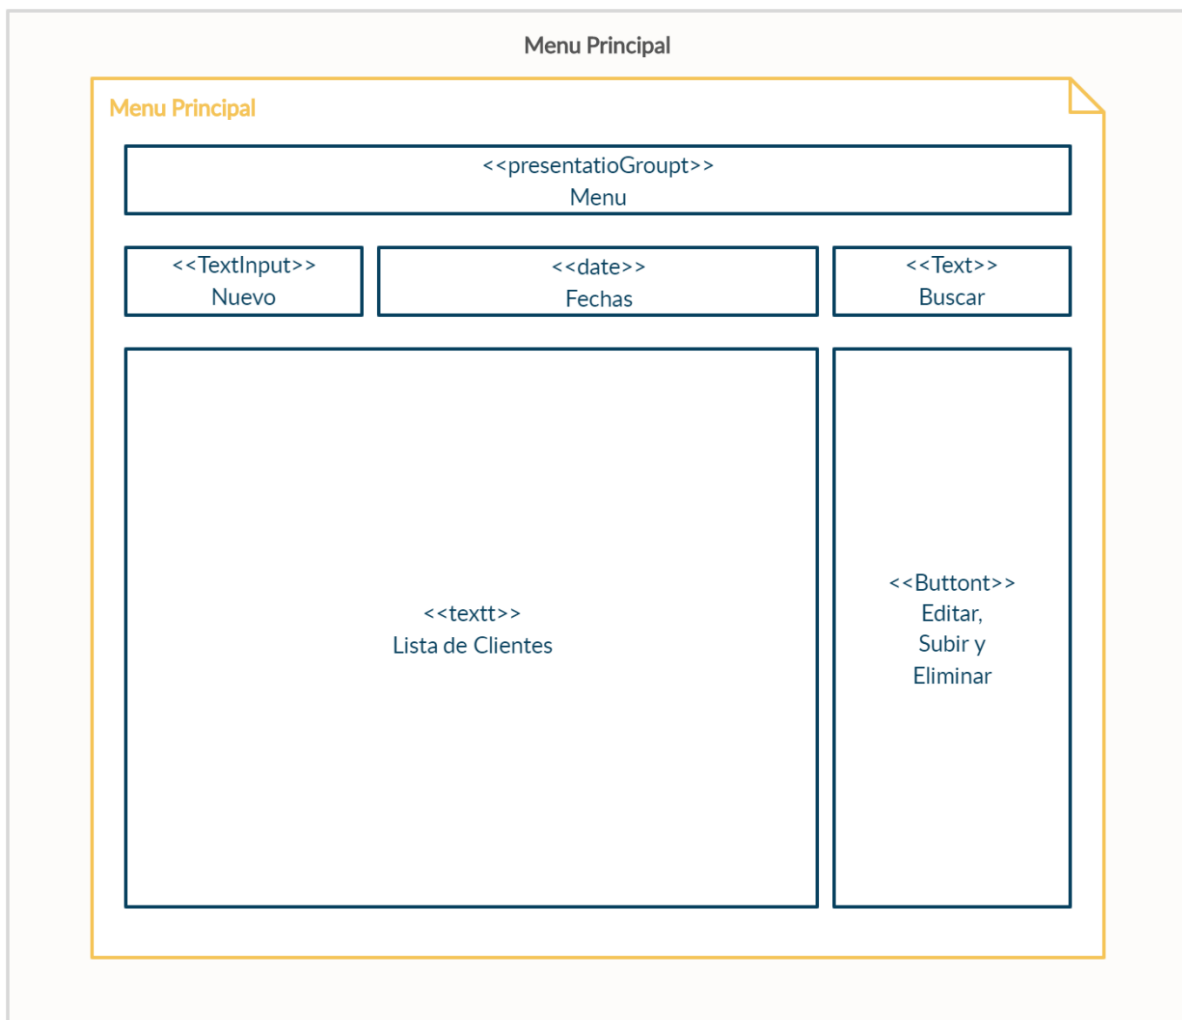 Menu Principal
Menu Principal
<<presentatioGroupt>>
Menu
<<TextInput>>
Nuevo
<<date>>
Fechas
<<Text>>
Buscar
<<textt>>
Lista de Clientes
<<Buttont>>
Editar,
Subir y
Eliminar